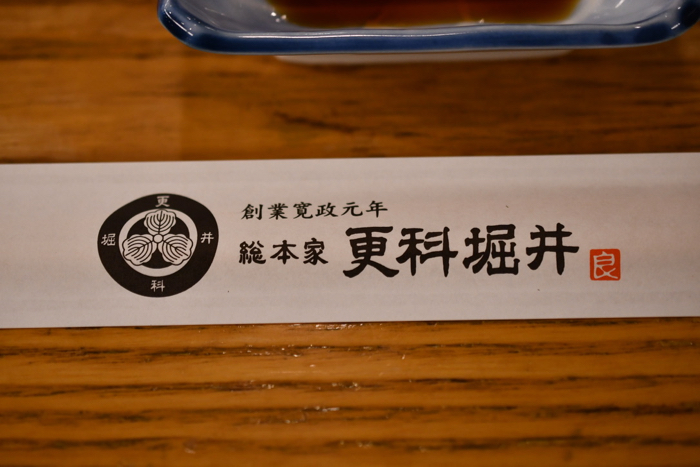 創業寛政元年
総本家 更科堀井 良
更
堀 井
科